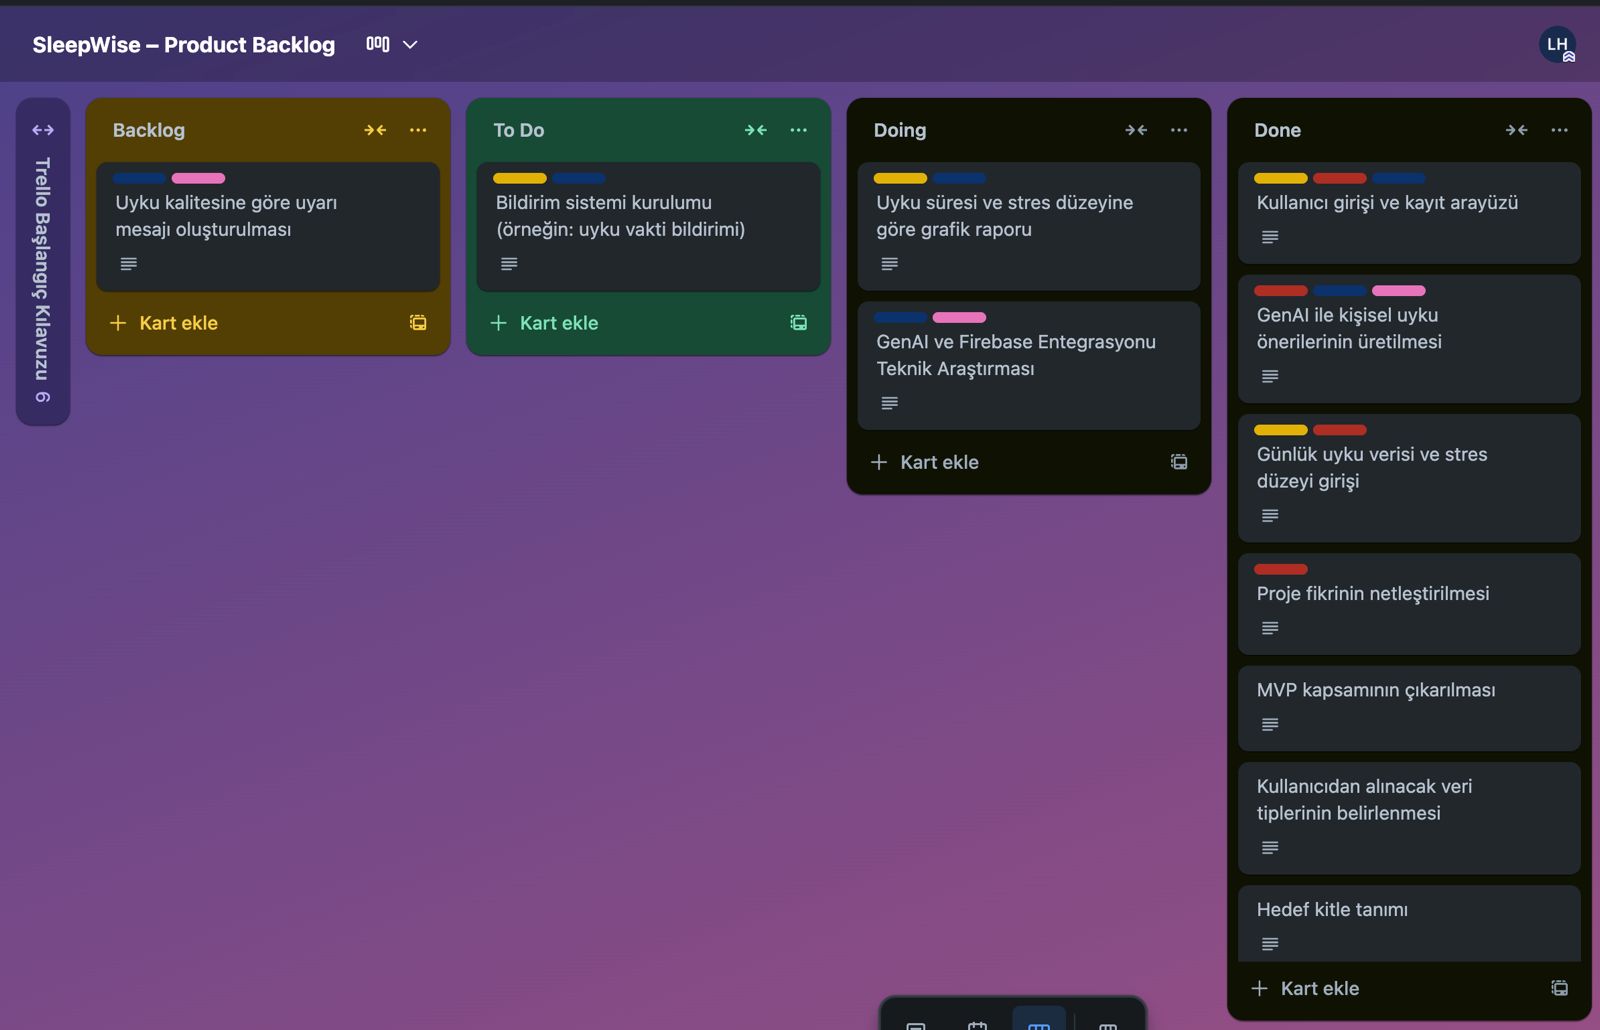 SleepWise – Product Backlog
LH
Trello Başlangıç Kılavuzu 6
Backlog
Uyku kalitesine göre uyarı
mesajı oluşturulması
Kart ekle
To Do
Bildirim sistemi kurulumu
(örneğin: uyku vakti bildirimi)
Kart ekle
Doing
Uyku süresi ve stres düzeyine
göre grafik raporu
GenAI ve Firebase Entegrasyonu
Teknik Araştırması
Kart ekle
Done
Kullanıcı girişi ve kayıt arayüzü
GenAI ile kişisel uyku
önerilerinin üretilmesi
Günlük uyku verisi ve stres
düzeyi girişi
Proje fikrinin netleştirilmesi
MVP kapsamının çıkarılması
Kullanıcıdan alınacak veri
tiplerinin belirlenmesi
Hedef kitle tanımı
Kart ekle